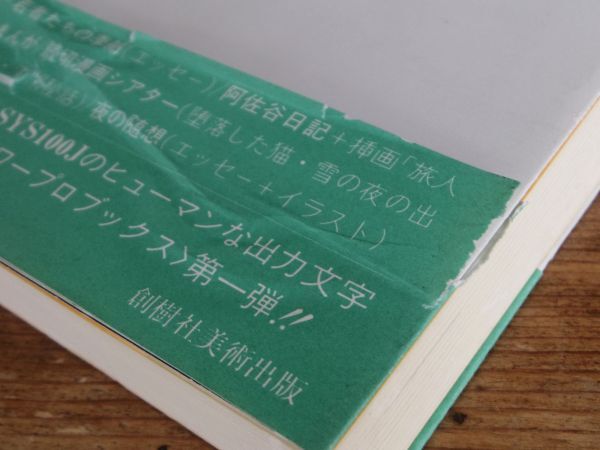 (エッセー)阿佐谷日記+挿画「旅人
画シアター(堕落した猫・雪の夜の出
夜の随想(エッセー+イラスト)
SYS100Jのヒューマンな出力文字
ワープロブックス〉第一弾!!
創樹社美術出版